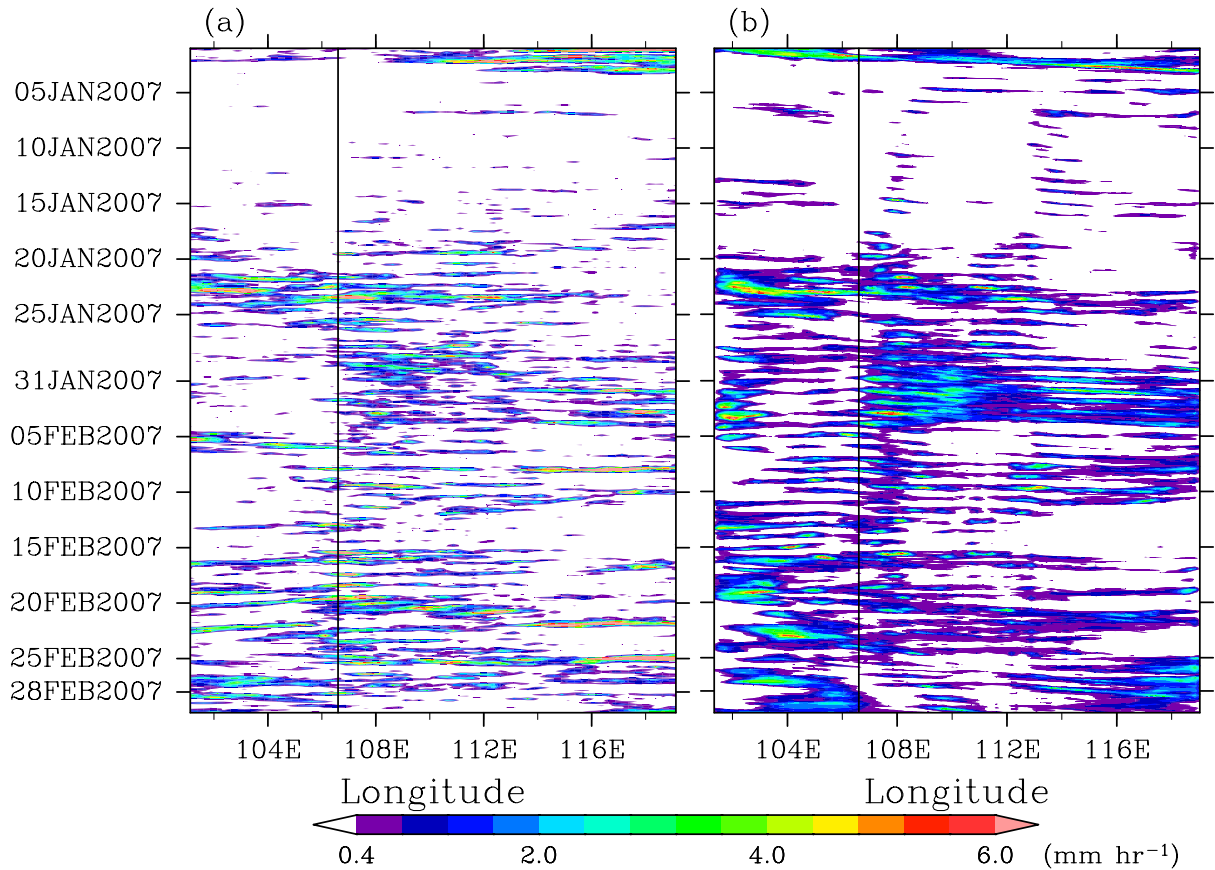 (a) (b)
05JAN2007
10JAN2007
15JAN2007
20JAN2007
25JAN2007
31JAN2007
05FEB2007
10FEB2007
15FEB2007
20FEB2007
25FEB2007
28FEB2007
104E 108E 112E 116E 104E 108E 112E 116E
Longitude Longitude
0.4 2.0 4.0 6.0 (mm hr⁻¹)